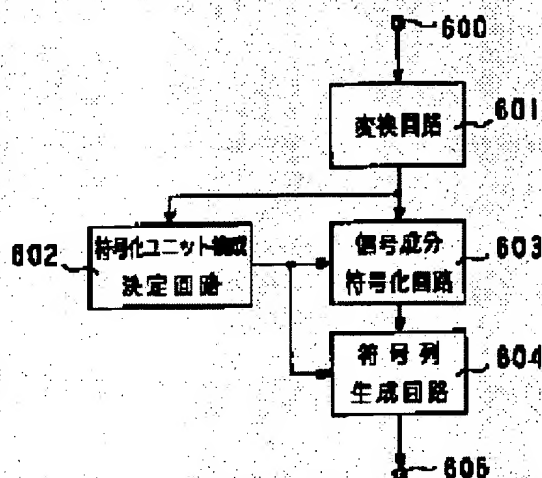 600
変換回路
601
602
符号化ユニット構成
決定回路
信号成分
符号化回路
603
符号列
生成回路
604
605